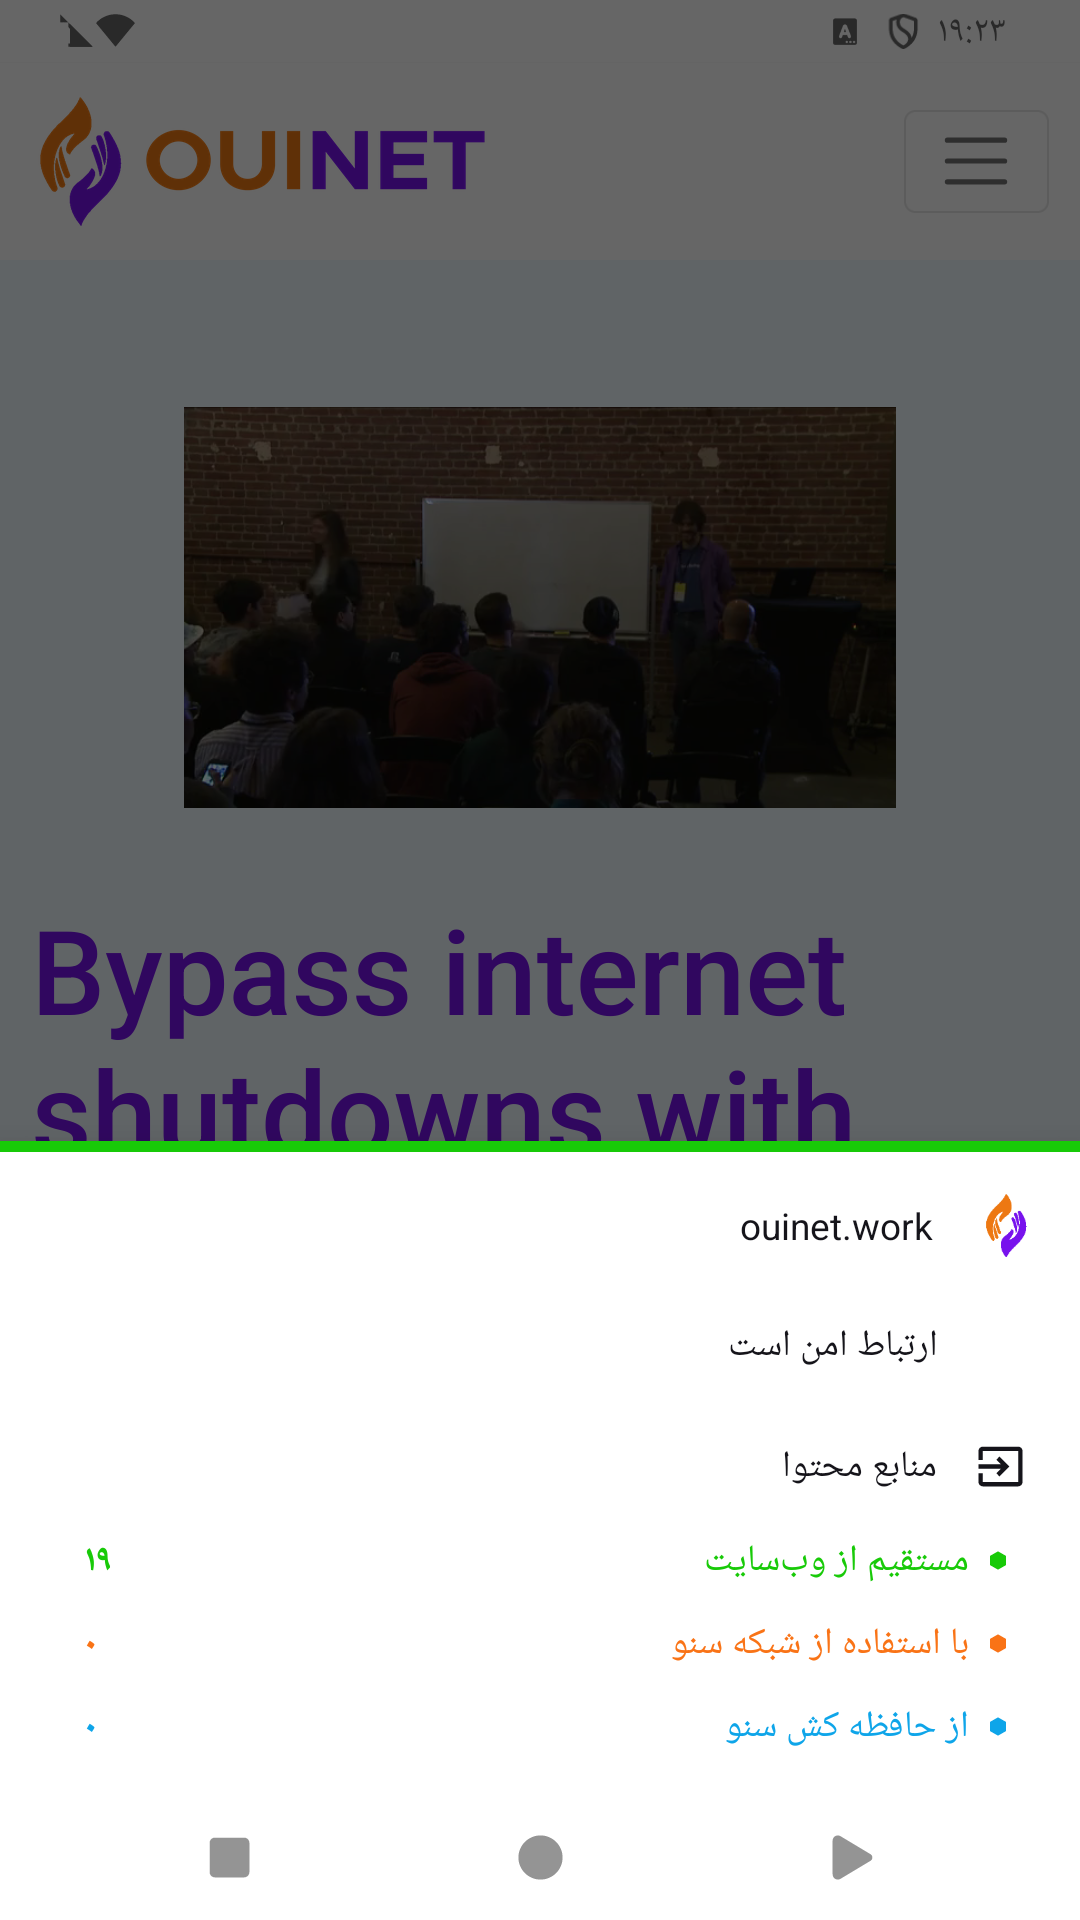 ۱۹:۲۳
OUINET
Bypass internet
shutdowns with
ouinet.work
ارتباط امن است
منابع محتوا
مستقیم از وب‌سایت ۱۹
با استفاده از شبکه سنو ۰
از حافظه کش سنو ۰